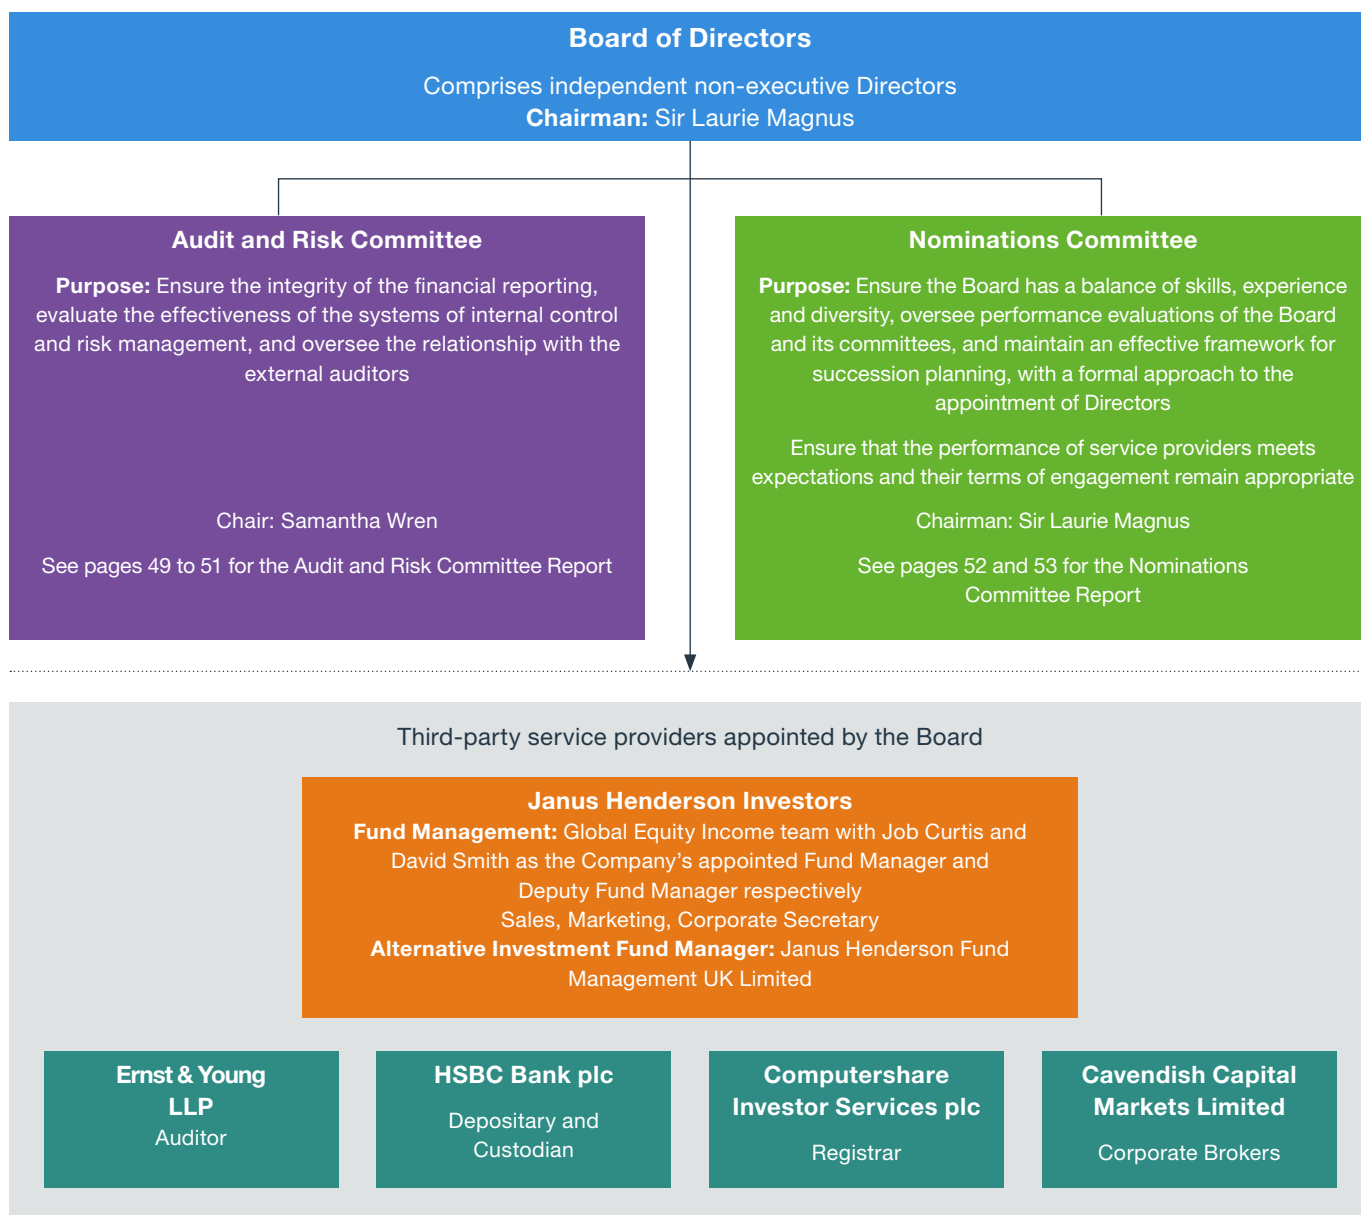 Board of Directors
Comprises independent non-executive Directors
Chairman: Sir Laurie Magnus
Audit and Risk Committee
Purpose: Ensure the integrity of the financial reporting,
evaluate the effectiveness of the systems of internal control
and risk management, and oversee the relationship with the
external auditors
Chair: Samantha Wren
See pages 49 to 51 for the Audit and Risk Committee Report
Nominations Committee
Purpose: Ensure the Board has a balance of skills, experience
and diversity, oversee performance evaluations of the Board
and its committees, and maintain an effective framework for
succession planning, with a formal approach to the
appointment of Directors
Ensure that the performance of service providers meets
expectations and their terms of engagement remain appropriate
Chairman: Sir Laurie Magnus
See pages 52 and 53 for the Nominations
Committee Report
Third-party service providers appointed by the Board
Janus Henderson Investors
Fund Management: Global Equity Income team with Job Curtis and
David Smith as the Company’s appointed Fund Manager and
Deputy Fund Manager respectively
Sales, Marketing, Corporate Secretary
Alternative Investment Fund Manager: Janus Henderson Fund
Management UK Limited
Ernst & Young
LLP
Auditor
HSBC Bank plc
Depositary and
Custodian
Computershare
Investor Services plc
Registrar
Cavendish Capital
Markets Limited
Corporate Brokers